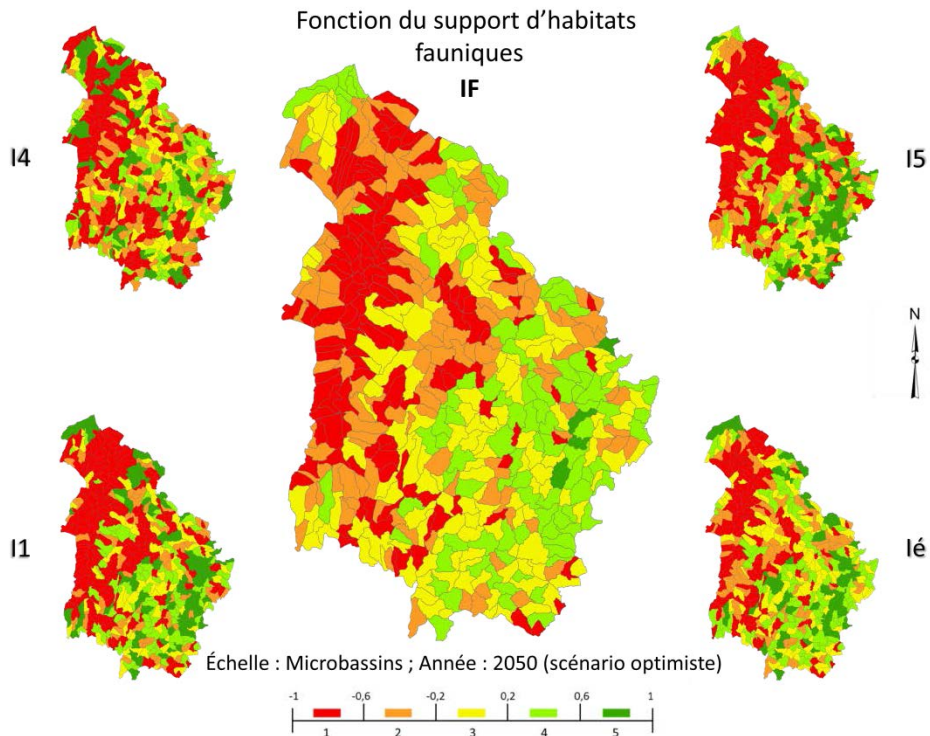 Fonction du support d’habitats
fauniques
IF
I4
I5
N
I1
Ié
Échelle : Microbassins ; Année : 2050 (scénario optimiste)
-1 -0,6 -0,2 0,2 0,6 1
1 2 3 4 5